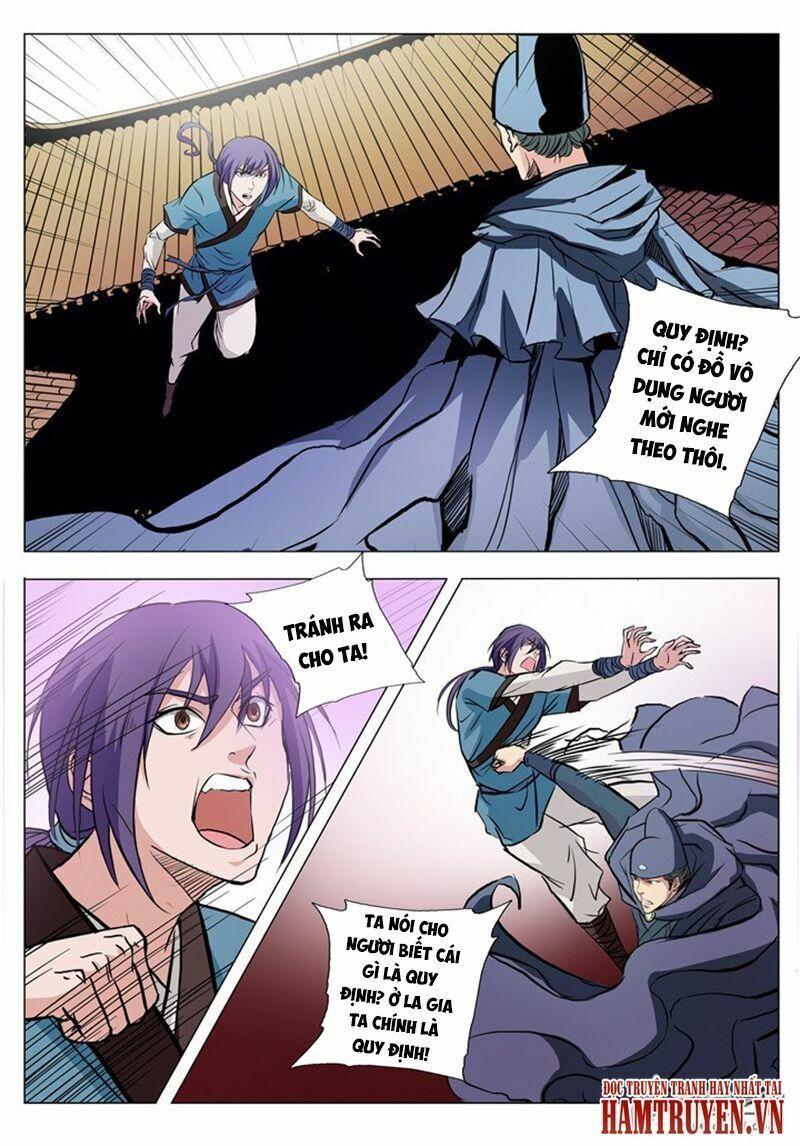 QUY ĐỊNH?
CHỈ CÓ ĐỒ VÔ
DỤNG NGƯƠI
MỚI NGHE
THEO THÔI.
TRÁNH RA
CHO TA!
TA NÓI CHO
NGƯƠI BIẾT CÁI
GÌ LÀ QUY
ĐỊNH? Ở LA GIA
TA CHÍNH LÀ
QUY ĐỊNH!
ĐỌC TRUYỆN TRANH HAY NHẤT TẠI
HAMTRUYEN.VN